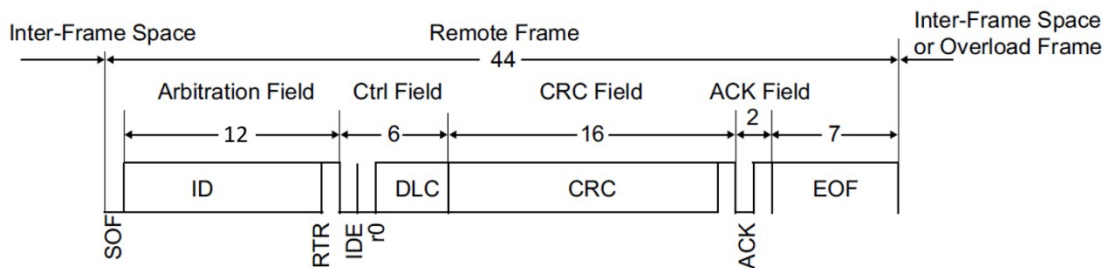 Inter-Frame Space
Remote Frame
Inter-Frame Space
or Overload Frame
44
Arbitration Field
Ctrl Field
CRC Field
ACK Field
12
6
16
2
7
ID
DLC
CRC
EOF
SOF
RTR
IDE
r0
ACK